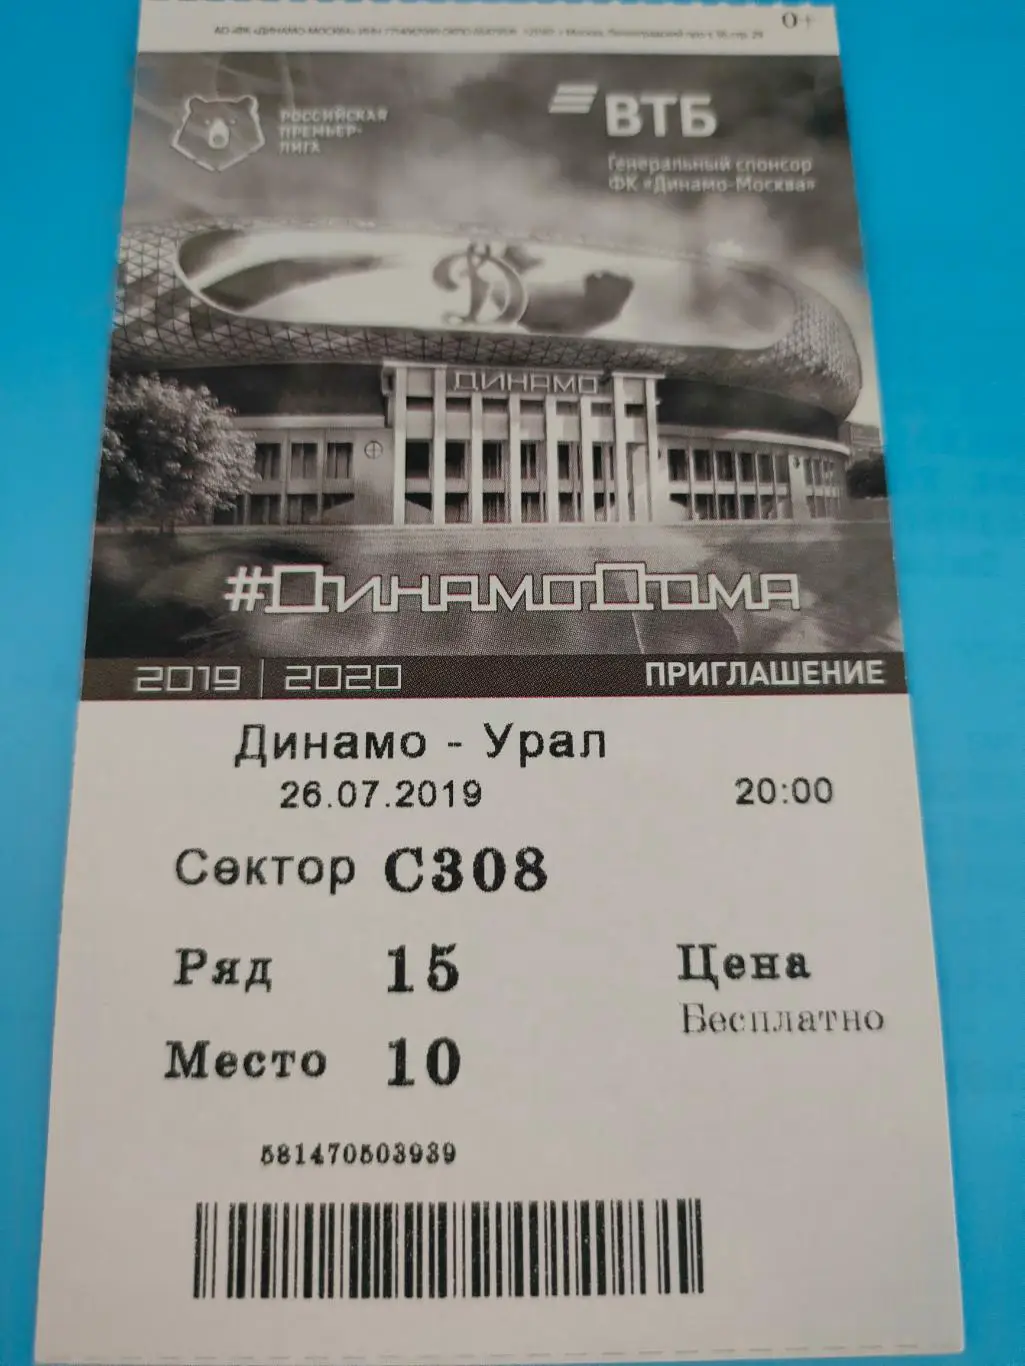 0+
РОССИЙСКАЯ
ПРЕМЬЕР-
ЛИГА
ВТБ
Генеральный спонсор
ФК «Динамо-Москва»
ДИНАМО
#ДинамоДома
2019 | 2020 ПРИГЛАШЕНИЕ
Динамо - Урал
26.07.2019 20:00
Сектор С308
Ряд 15 Цена
Бесплатно
Место 10
581470503939